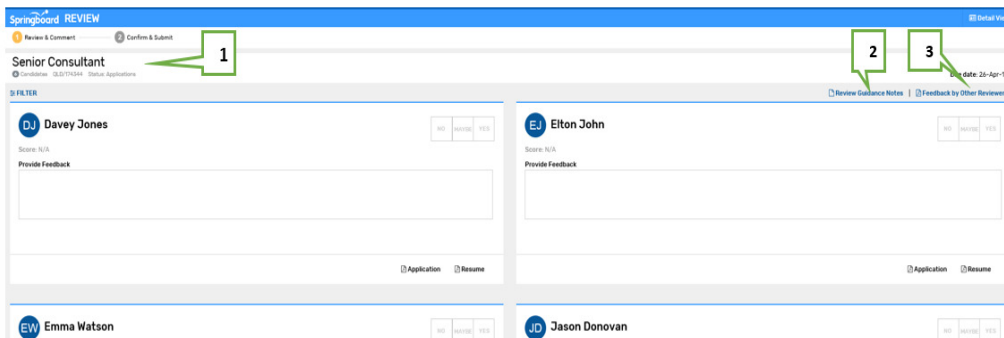 Springboard REVIEW
Detail Vie
1 Review & Comment 2 Confirm & Submit
1
2
3
Senior Consultant
Candidates QLD/174344 Status: Applications
date: 26-Apr-1
FILTER
Review Guidance Notes | Feedback by Other Reviewer
DJ Davey Jones
NO MAYBE YES
Score: N/A
Provide Feedback
Application Resume
EJ Elton John
NO MAYBE YES
Score: N/A
Provide Feedback
Application Resume
EW Emma Watson
NO MAYBE YES
JD Jason Donovan
NO MAYBE YES